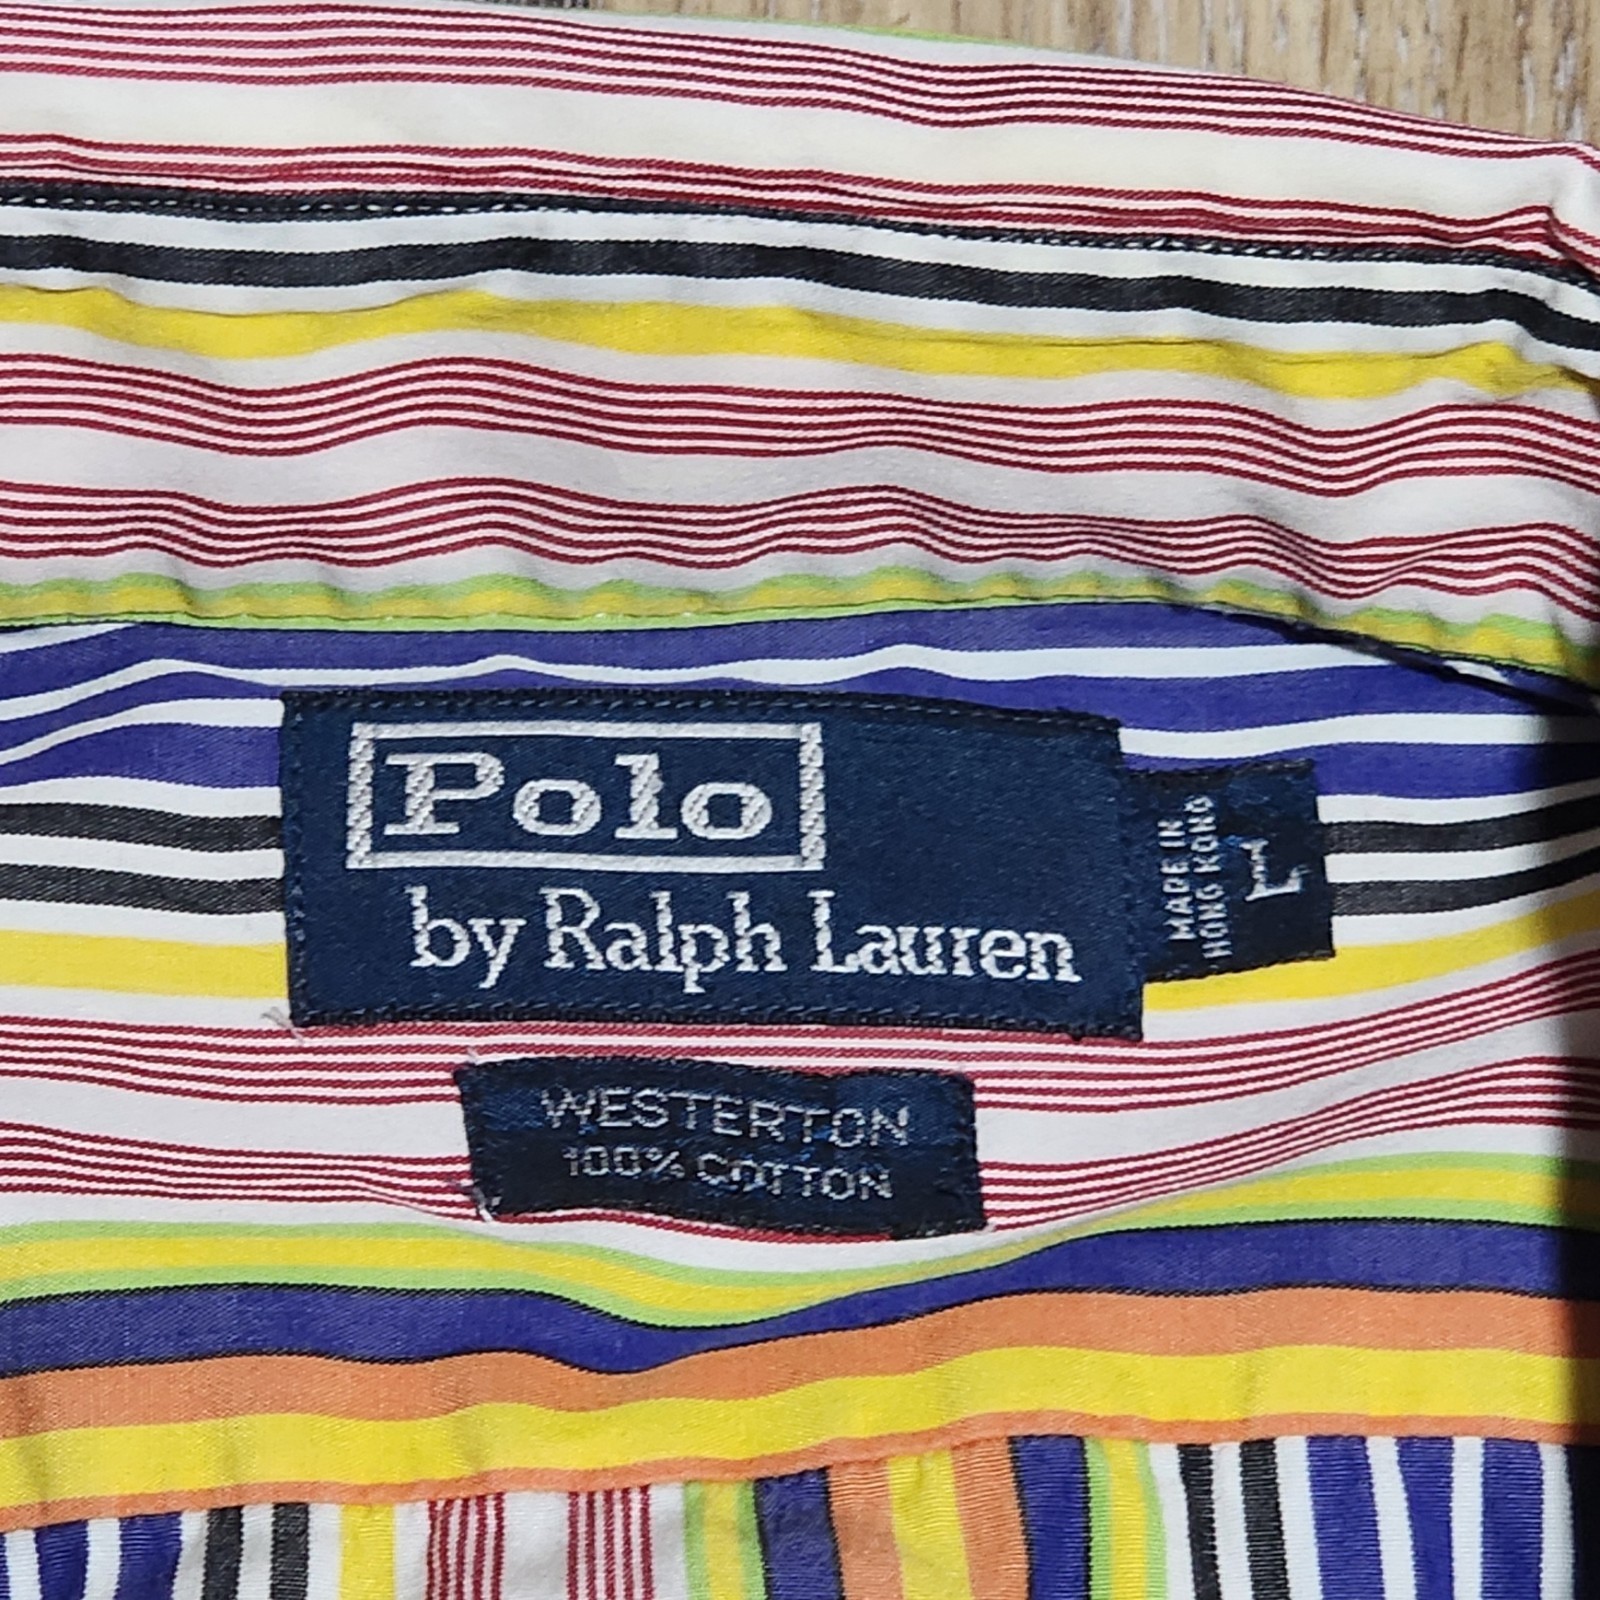 Polo
by Ralph Lauren
MADE IN
HONG KONG
L
WESTERTON
100% COTTON